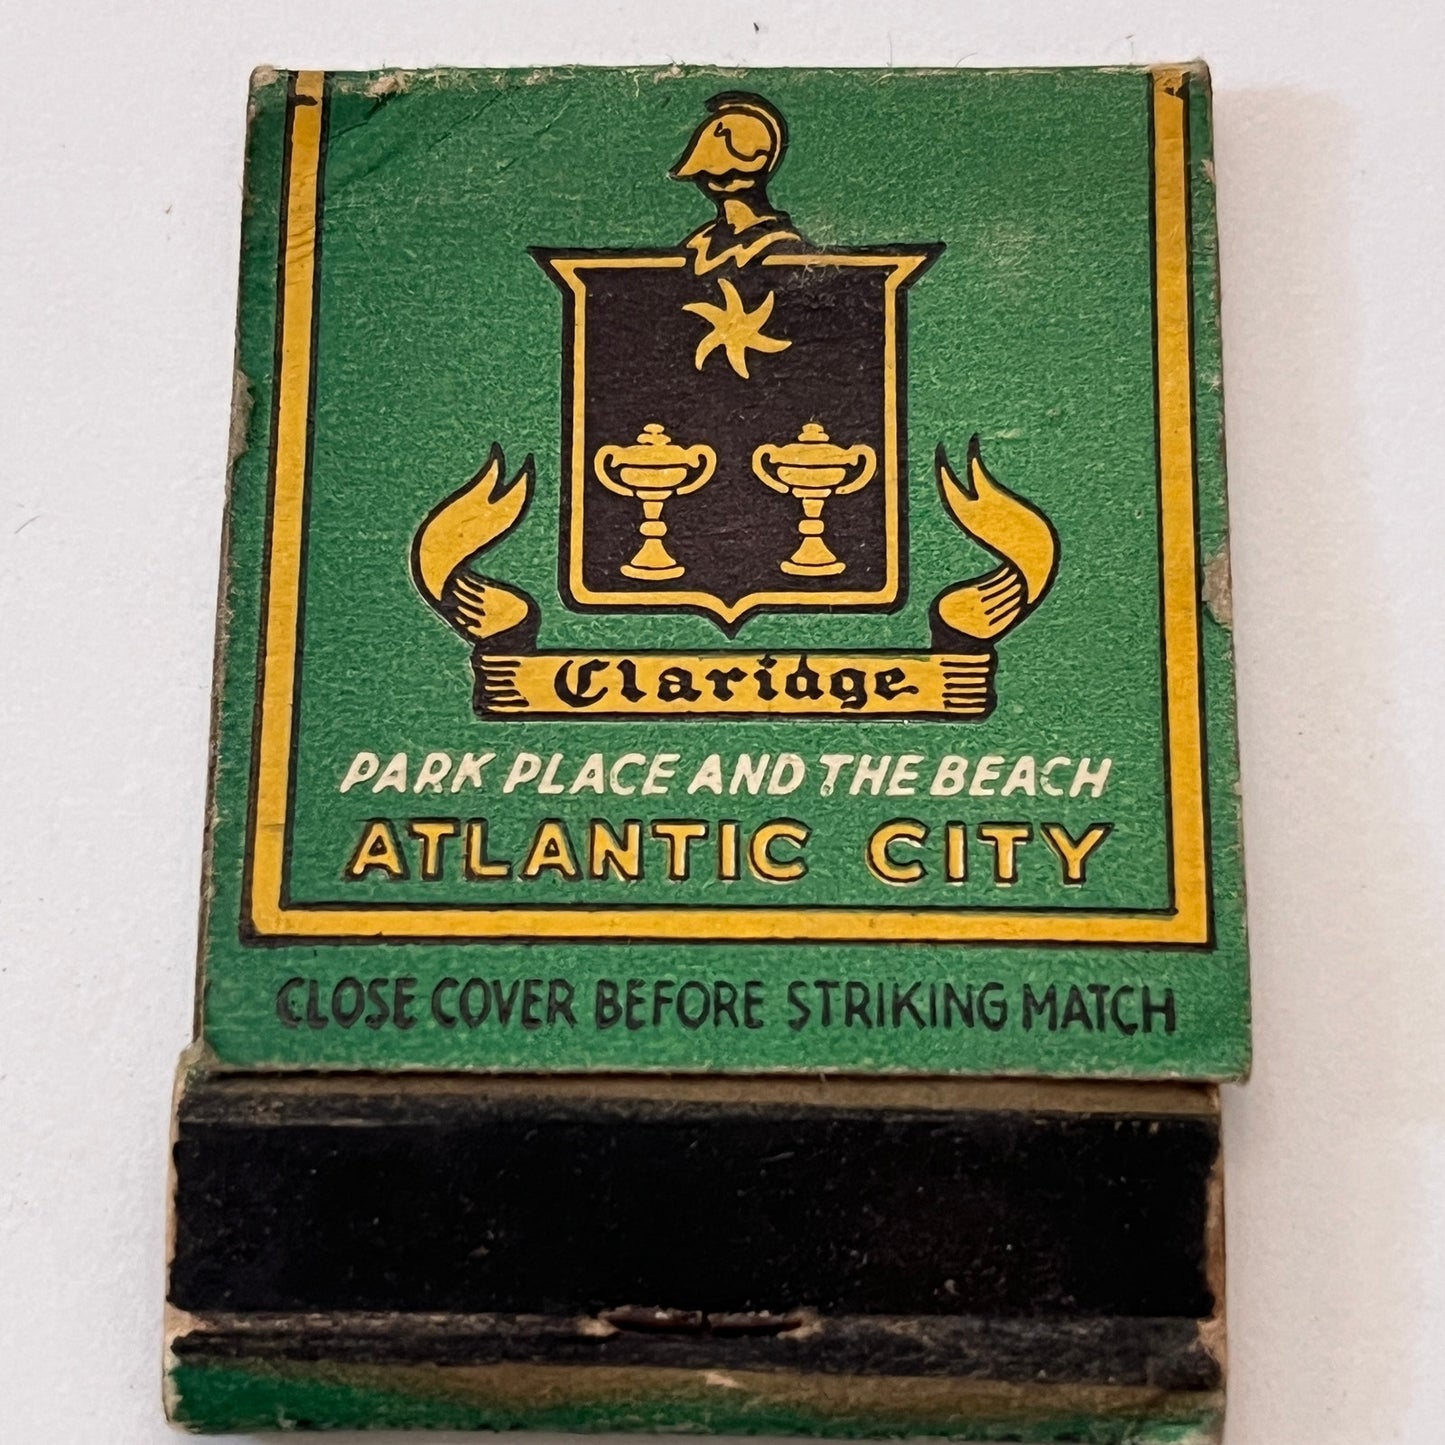 Claridge
PARK PLACE AND THE BEACH
ATLANTIC CITY
CLOSE COVER BEFORE STRIKING MATCH